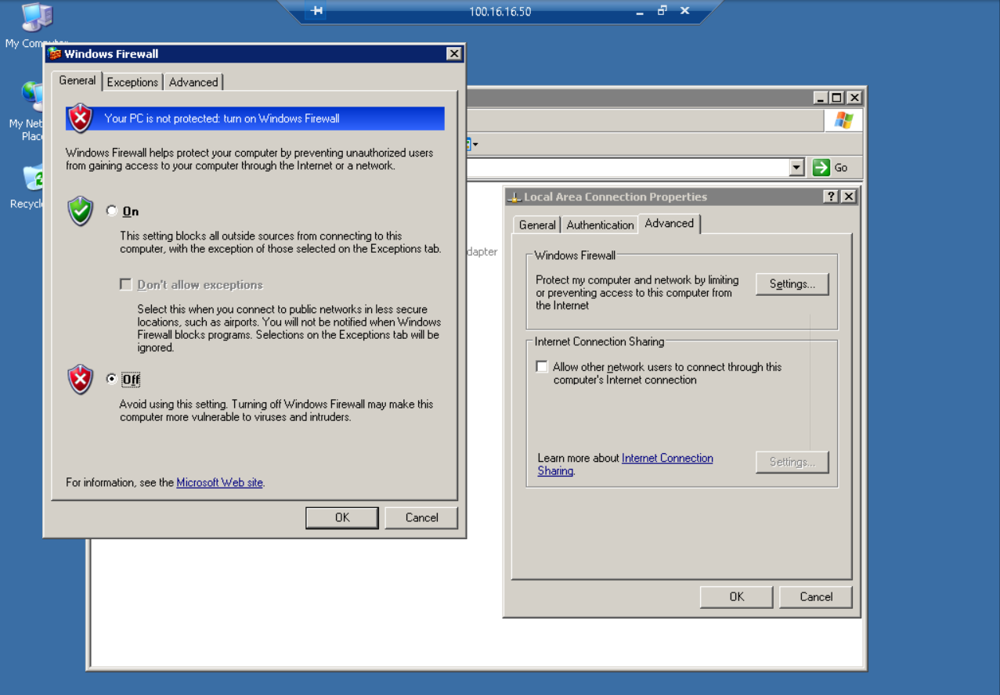 100.16.16.50
My Computer
My Net
Plac
Recycl
Windows Firewall
General
Exceptions
Advanced
Your PC is not protected: turn on Windows Firewall
Windows Firewall helps protect your computer by preventing unauthorized users
from gaining access to your computer through the Internet or a network.
On
This setting blocks all outside sources from connecting to this
computer, with the exception of those selected on the Exceptions tab.
Don't allow exceptions
Select this when you connect to public networks in less secure
locations, such as airports. You will not be notified when Windows
Firewall blocks programs. Selections on the Exceptions tab will be
ignored.
Off
Avoid using this setting. Turning off Windows Firewall may make this
computer more vulnerable to viruses and intruders.
For information, see the Microsoft Web site.
OK
Cancel
Go
dapter
Local Area Connection Properties
General
Authentication
Advanced
Windows Firewall
Protect my computer and network by limiting
or preventing access to this computer from
the Internet
Settings...
Internet Connection Sharing
Allow other network users to connect through this
computer's Internet connection
Learn more about Internet Connection
Sharing.
Settings...
OK
Cancel